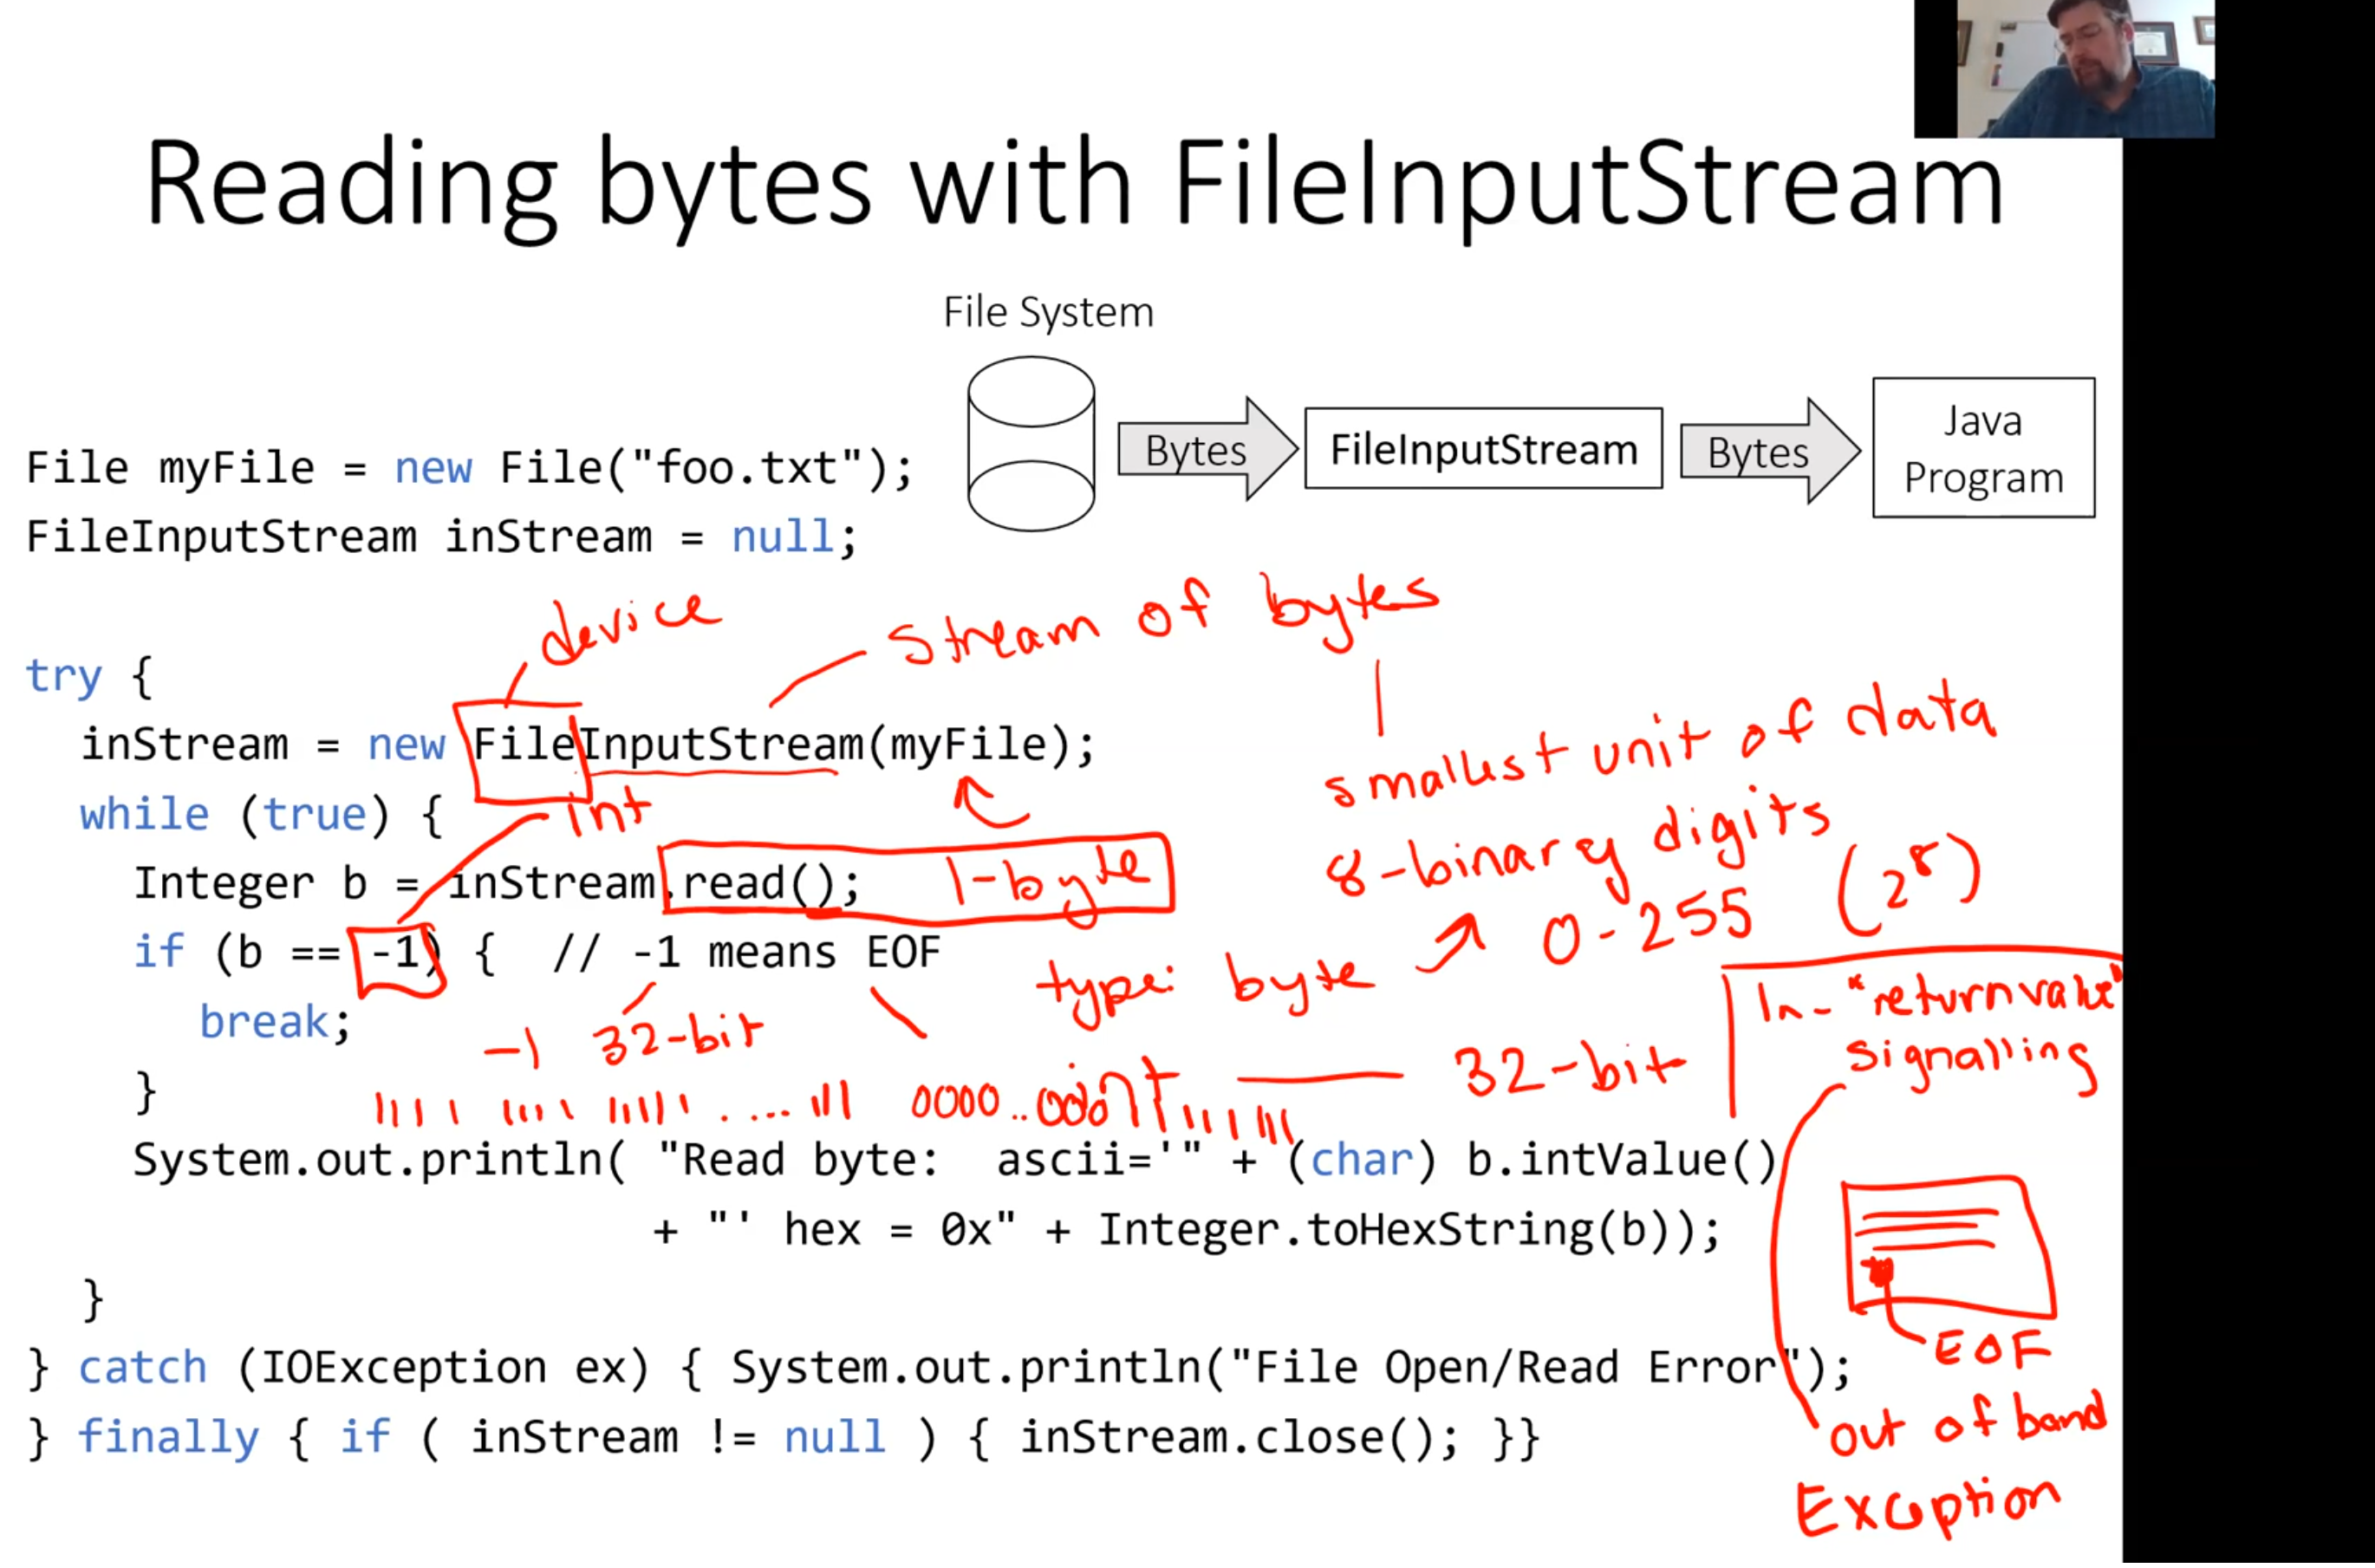 Reading bytes with FileInputStream
File System
Bytes
FileInputStream
Bytes
Java
Program
File myFile = new File("foo.txt");
FileInputStream inStream = null;
device
stream of bytes
try {
inStream = new FileInputStream(myFile);
smallest unit of data
while (true) {
int
8-binary digits
Integer b = inStream.read();
1-byte
0-255 (2⁸)
if (b == -1) { // -1 means EOF
type: byte
In-"return value"
signalling
break;
-1 32-bit
int
32-bit
}
1111 1111 11111 .... 111
0000..000
1111111
System.out.println( "Read byte:  ascii='" + (char) b.intValue()
+ "' hex = 0x" + Integer.toHexString(b));
}
EOF
} catch (IOException ex) { System.out.println("File Open/Read Error");
} finally { if ( inStream != null ) { inStream.close(); }}
out of band
Exception